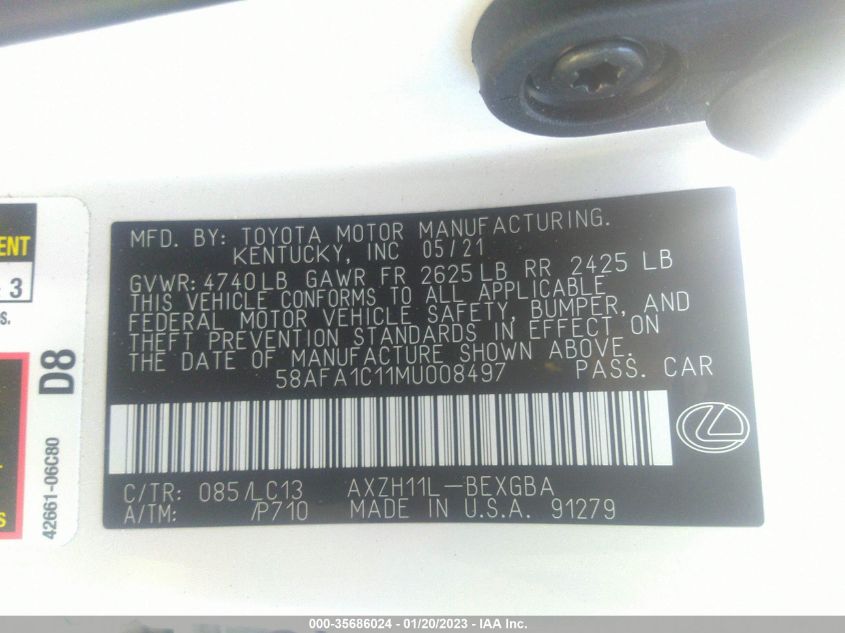 MFD. BY: TOYOTA MOTOR MANUFACTURING.
KENTUCKY, INC 05/21
GVWR: 4740LB GAWR FR 2625LB RR 2425 LB
THIS VEHICLE CONFORMS TO ALL APPLICABLE
FEDERAL MOTOR VEHICLE SAFETY, BUMPER, AND
THEFT PREVENTION STANDARDS IN EFFECT ON
THE DATE OF MANUFACTURE SHOWN ABOVE.
58AFA1C11MU008497 PASS. CAR
C/TR: 085/LC13 AXZH11L-BEXGBA
A/TM: /P710 MADE IN U.S.A. 91279
ENT
3
S.
D8
42661-06C80
S
000-35686024 - 01/20/2023 - IAA Inc.